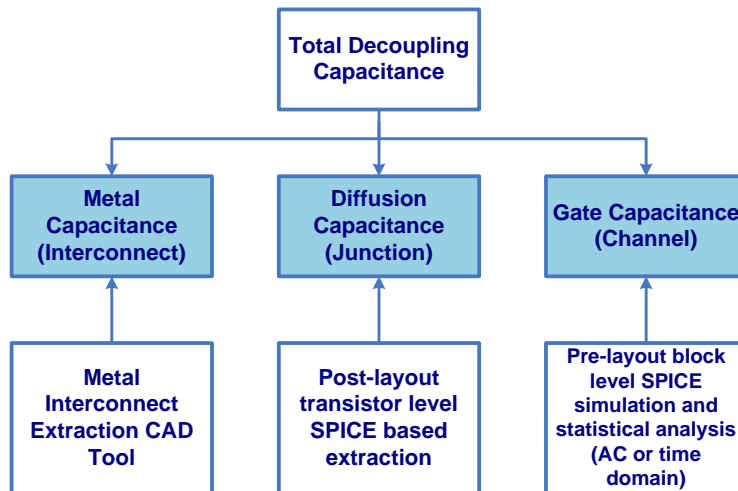 Total Decoupling
Capacitance
Metal
Capacitance
(Interconnect)
Diffusion
Capacitance
(Junction)
Gate Capacitance
(Channel)
Metal
Interconnect
Extraction CAD
Tool
Post-layout
transistor level
SPICE based
extraction
Pre-layout block
level SPICE
simulation and
statistical analysis
(AC or time
domain)